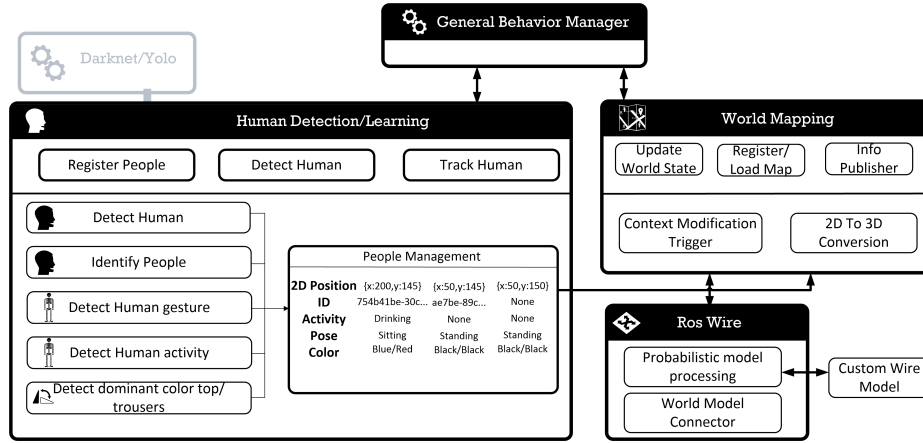 General Behavior Manager
Darknet/Yolo
Human Detection/Learning
Register People
Detect Human
Track Human
Detect Human
Identify People
Detect Human gesture
Detect Human activity
Detect dominant color top/
trousers
People Management
2D Position {x:200,y:145} {x:50,y:145} {x:50,y:150}
ID 754b41be-30c... ae7be-89c... None
Activity Drinking None None
Pose Sitting Standing Standing
Color Blue/Red Black/Black Black/Black
World Mapping
Update
World State
Register/
Load Map
Info
Publisher
Context Modification
Trigger
2D To 3D
Conversion
Ros Wire
Probabilistic model
processing
World Model
Connector
Custom Wire
Model